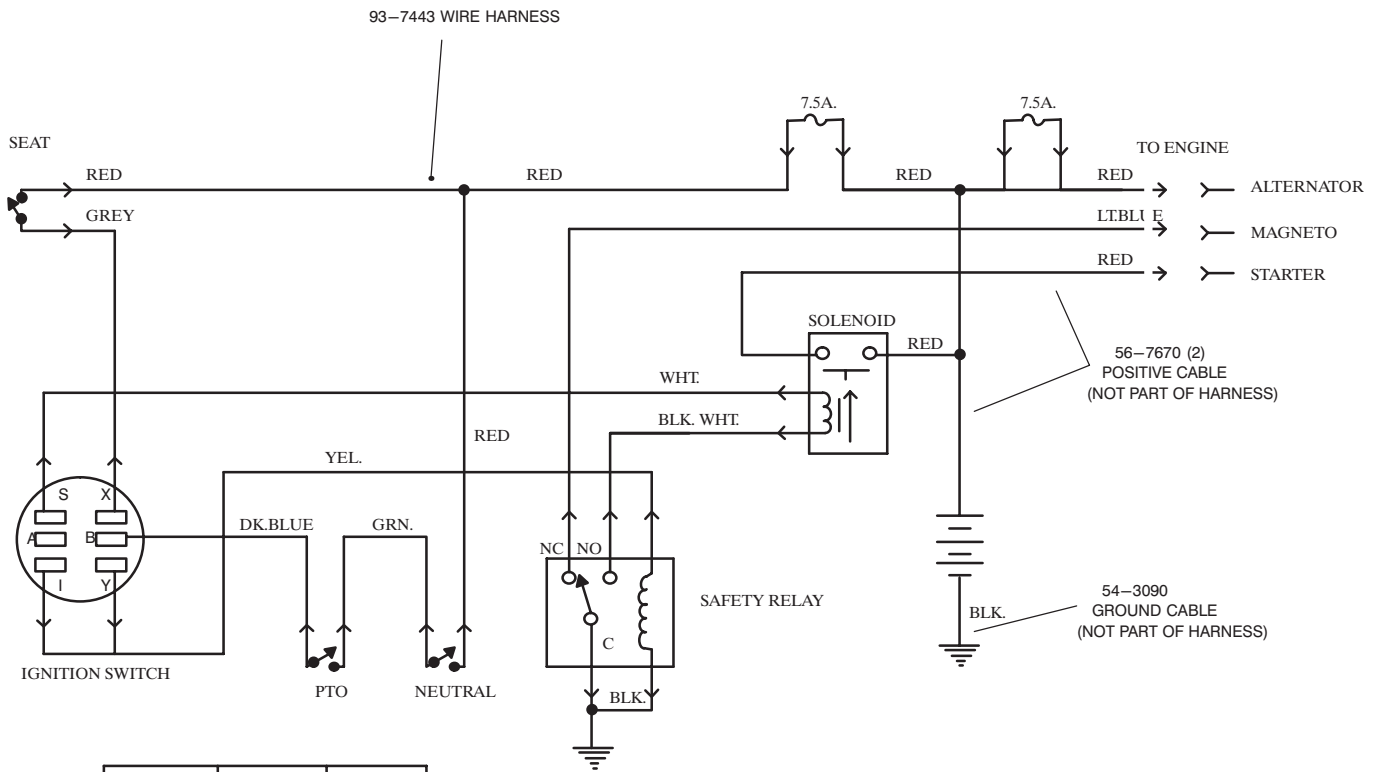 93–7443 WIRE HARNESS
7.5A.
7.5A.
SEAT
TO ENGINE
RED
RED
RED
RED
ALTERNATOR
GREY
LT.BLUE
MAGNETO
RED
STARTER
SOLENOID
RED
56–7670 (2)
POSITIVE CABLE
(NOT PART OF HARNESS)
WHT.
BLK. WHT.
RED
YEL.
S X
DK.BLUE
GRN.
A B
NC NO
I Y
SAFETY RELAY
54–3090
GROUND CABLE
(NOT PART OF HARNESS)
BLK.
C
IGNITION SWITCH
PTO
NEUTRAL
BLK.